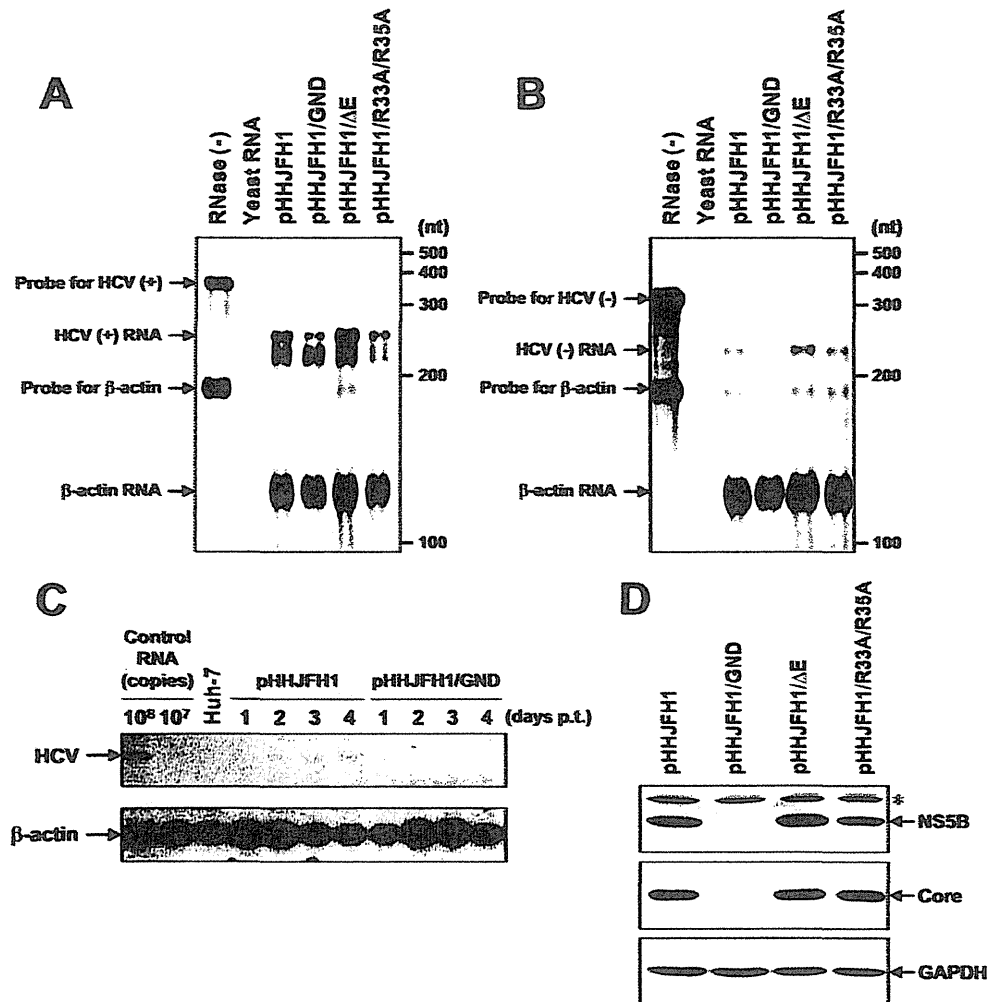 A
RNase (-)
Yeast RNA
pHHJFH1
pHHJFH1/GND
pHHJFH1/ΔE
pHHJFH1/R33A/R35A
(nt)
500
400
300
200
100
Probe for HCV (+)
HCV (+) RNA
Probe for β-actin
β-actin RNA
B
RNase (-)
Yeast RNA
pHHJFH1
pHHJFH1/GND
pHHJFH1/ΔE
pHHJFH1/R33A/R35A
(nt)
500
400
300
200
100
Probe for HCV (-)
HCV (-) RNA
Probe for β-actin
β-actin RNA
C
Control
RNA
(copies)
Huh-7
pHHJFH1
pHHJFH1/GND
10⁸ 10⁷ 1 2 3 4 1 2 3 4 (days p.t.)
HCV
β-actin
D
pHHJFH1
pHHJFH1/GND
pHHJFH1/ΔE
pHHJFH1/R33A/R35A
*
NS5B
Core
GAPDH